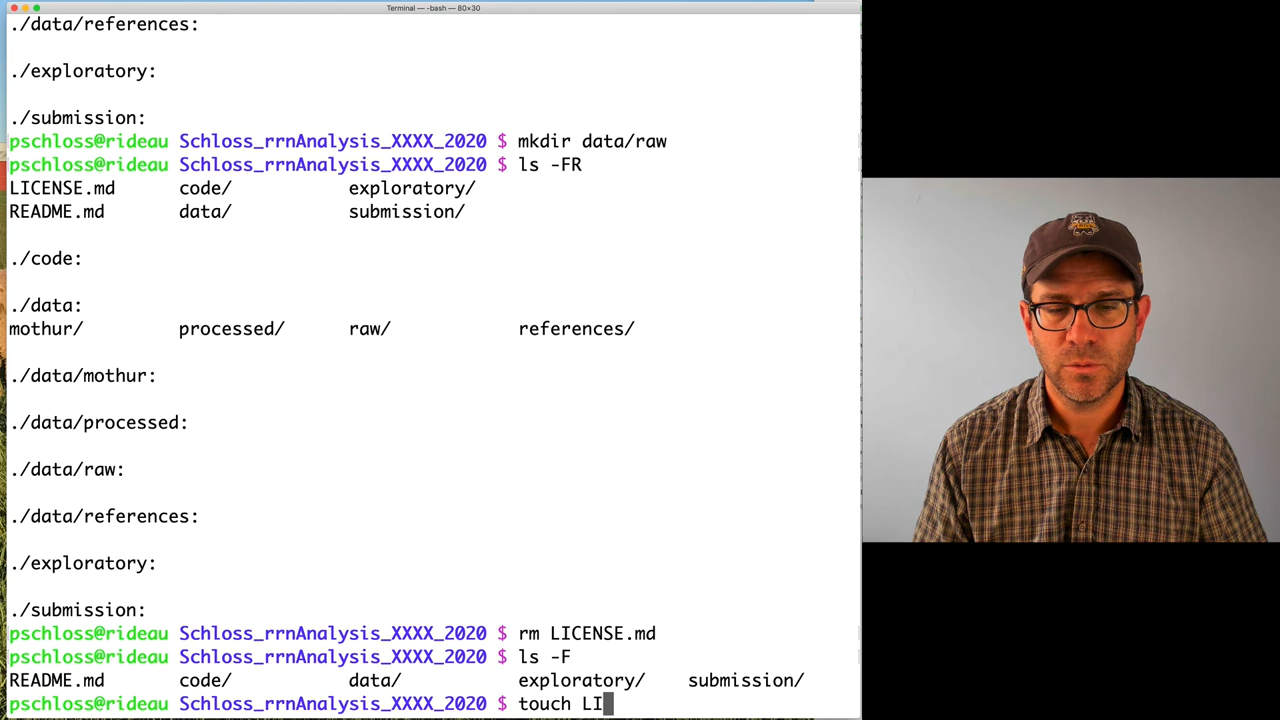 Terminal — -bash — 80×30
./data/references:
./exploratory:
./submission:
pschloss@rideau Schloss_rrnAnalysis_XXXX_2020 $ mkdir data/raw
pschloss@rideau Schloss_rrnAnalysis_XXXX_2020 $ ls -FR
LICENSE.md code/ exploratory/
README.md data/ submission/
./code:
./data:
mothur/ processed/ raw/ references/
./data/mothur:
./data/processed:
./data/raw:
./data/references:
./exploratory:
./submission:
pschloss@rideau Schloss_rrnAnalysis_XXXX_2020 $ rm LICENSE.md
pschloss@rideau Schloss_rrnAnalysis_XXXX_2020 $ ls -F
README.md code/ data/ exploratory/ submission/
pschloss@rideau Schloss_rrnAnalysis_XXXX_2020 $ touch LI